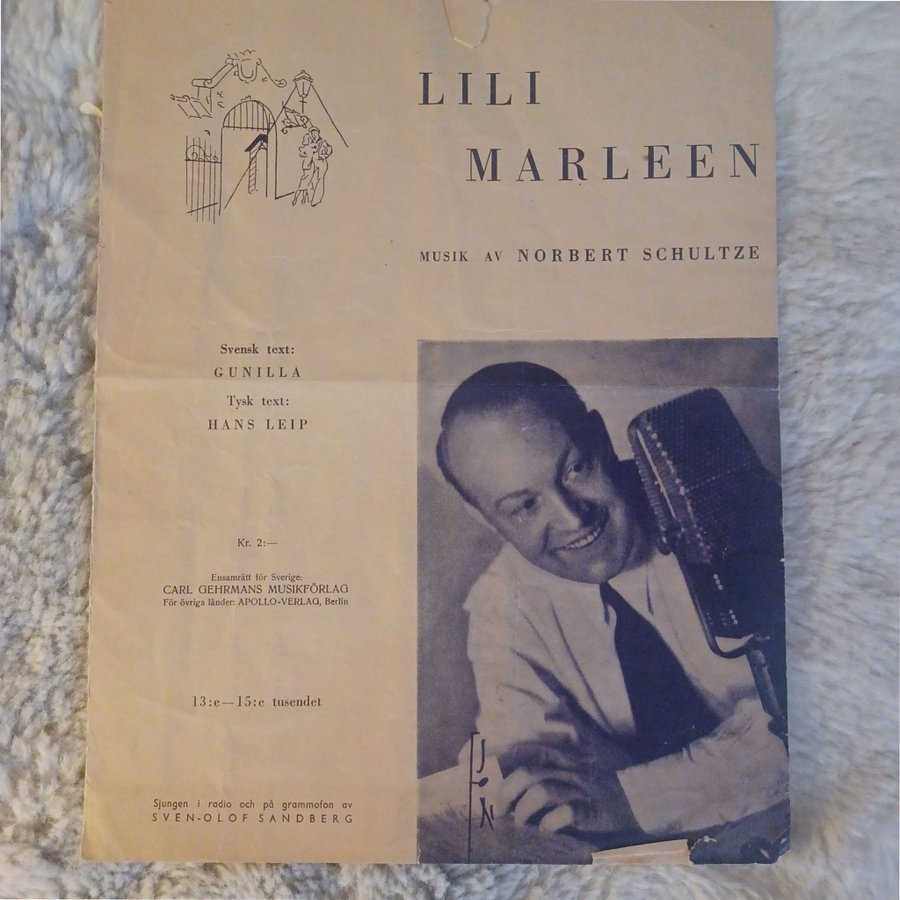 LILI
MARLEEN
MUSIK AV NORBERT SCHULTZE
Svensk text:
GUNILLA
Tysk text:
HANS LEIP
Kr. 2:—
Ensamrätt för Sverige:
CARL GEHRMANS MUSIKFÖRLAG
För övriga länder: APOLLO-VERLAG, Berlin
13:e—15:e tusendet
Sjungen i radio och på grammofon av
SVEN-OLOF SANDBERG
JON